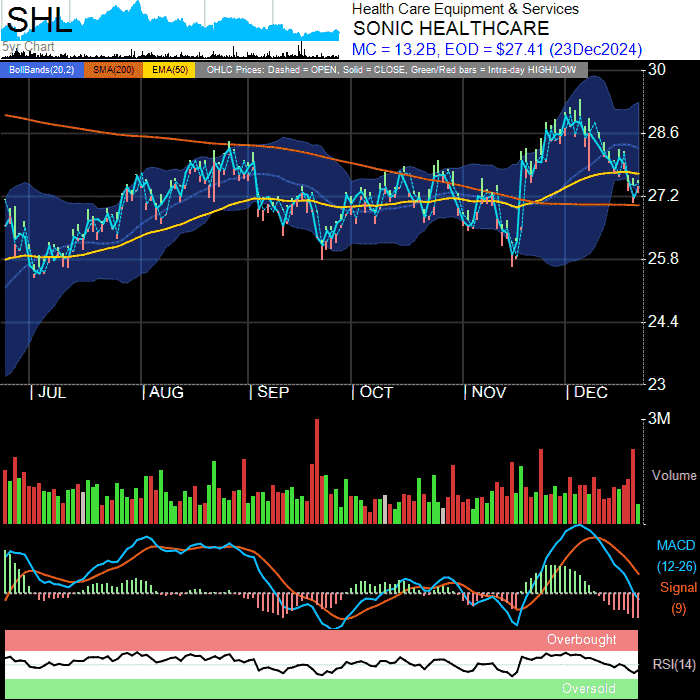 SHL
5yr Chart
Health Care Equipment & Services
SONIC HEALTHCARE
MC = 13.2B, EOD = $27.41 (23Dec2024)
BollBands(20,2) SMA(200) EMA(50) OHLC Prices: Dashed = OPEN, Solid = CLOSE, Green/Red bars = Intra-day HIGH/LOW
30
28.6
27.2
25.8
24.4
23
| JUL | AUG | SEP | OCT | NOV | DEC
3M
Volume
MACD
(12-26)
Signal
(9)
Overbought
RSI(14)
Oversold